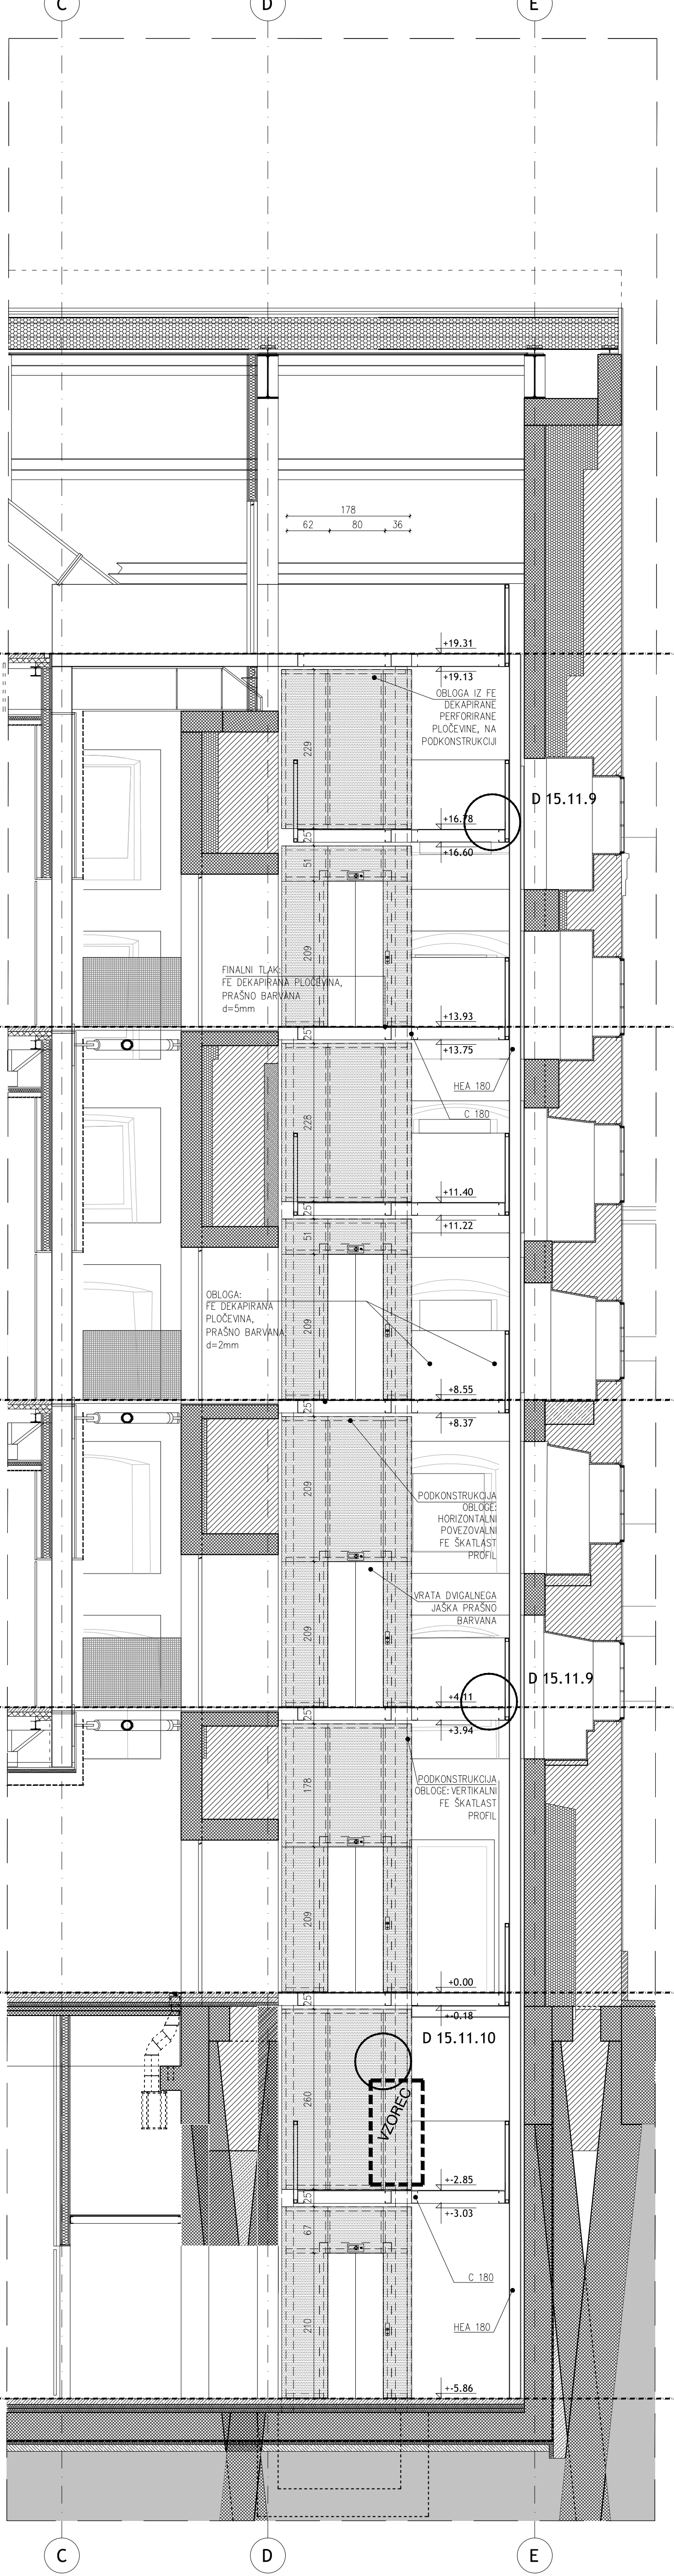 C D E
178
62 80 36
+19.31
+19.13
OBLOGA IZ FE
DEKAPIRANE
PERFORIRANE
PLOČEVINE, NA
PODKONSTRUKCIJI
229
D 15.11.9
+16.78
25
+16.60
51
209
FINALNI TLAK:
FE DEKAPIRANA PLOČEVINA,
PRAŠNO BARVANA
d=5mm
+13.93
25
+13.75
HEA 180
C 180
228
+11.40
25
+11.22
51
OBLOGA:
FE DEKAPIRANA
PLOČEVINA,
PRAŠNO BARVANA
d=2mm
209
+8.55
25
+8.37
209
PODKONSTRUKCIJA
OBLOGE:
HORIZONTALNI
POVEZOVALNI
FE ŠKATLAST
PROFIL
VRATA DVIGALNEGA
JAŠKA PRAŠNO
BARVANA
209
D 15.11.9
+4.11
25
+3.94
178
PODKONSTRUKCIJA
OBLOGE: VERTIKALNI
FE ŠKATLAST
PROFIL
209
+0.00
25
+-0.18
D 15.11.10
260
VZOREC
+-2.85
25
+-3.03
67
C 180
210
HEA 180
+-5.86
C D E